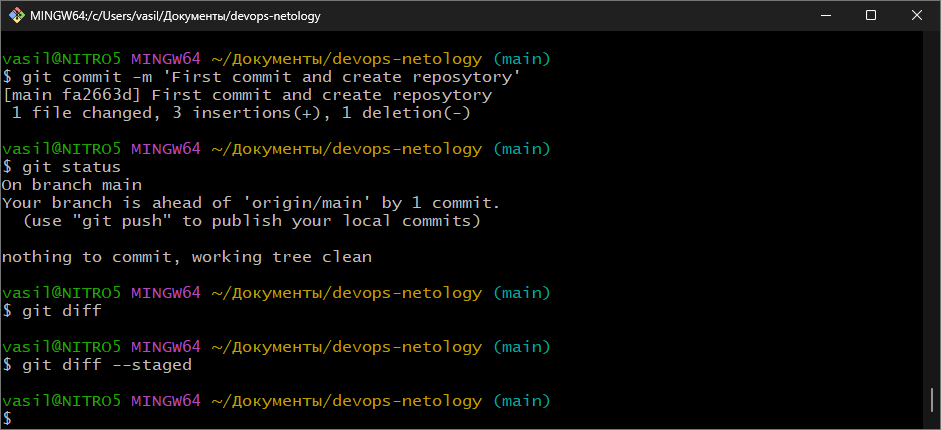 MINGW64:/c/Users/vasil/Документы/devops-netology
vasil@NITRO5 MINGW64 ~/Документы/devops-netology (main)
$ git commit -m 'First commit and create reposytory'
[main fa2663d] First commit and create reposytory
 1 file changed, 3 insertions(+), 1 deletion(-)
vasil@NITRO5 MINGW64 ~/Документы/devops-netology (main)
$ git status
On branch main
Your branch is ahead of 'origin/main' by 1 commit.
  (use "git push" to publish your local commits)
nothing to commit, working tree clean
vasil@NITRO5 MINGW64 ~/Документы/devops-netology (main)
$ git diff
vasil@NITRO5 MINGW64 ~/Документы/devops-netology (main)
$ git diff --staged
vasil@NITRO5 MINGW64 ~/Документы/devops-netology (main)
$